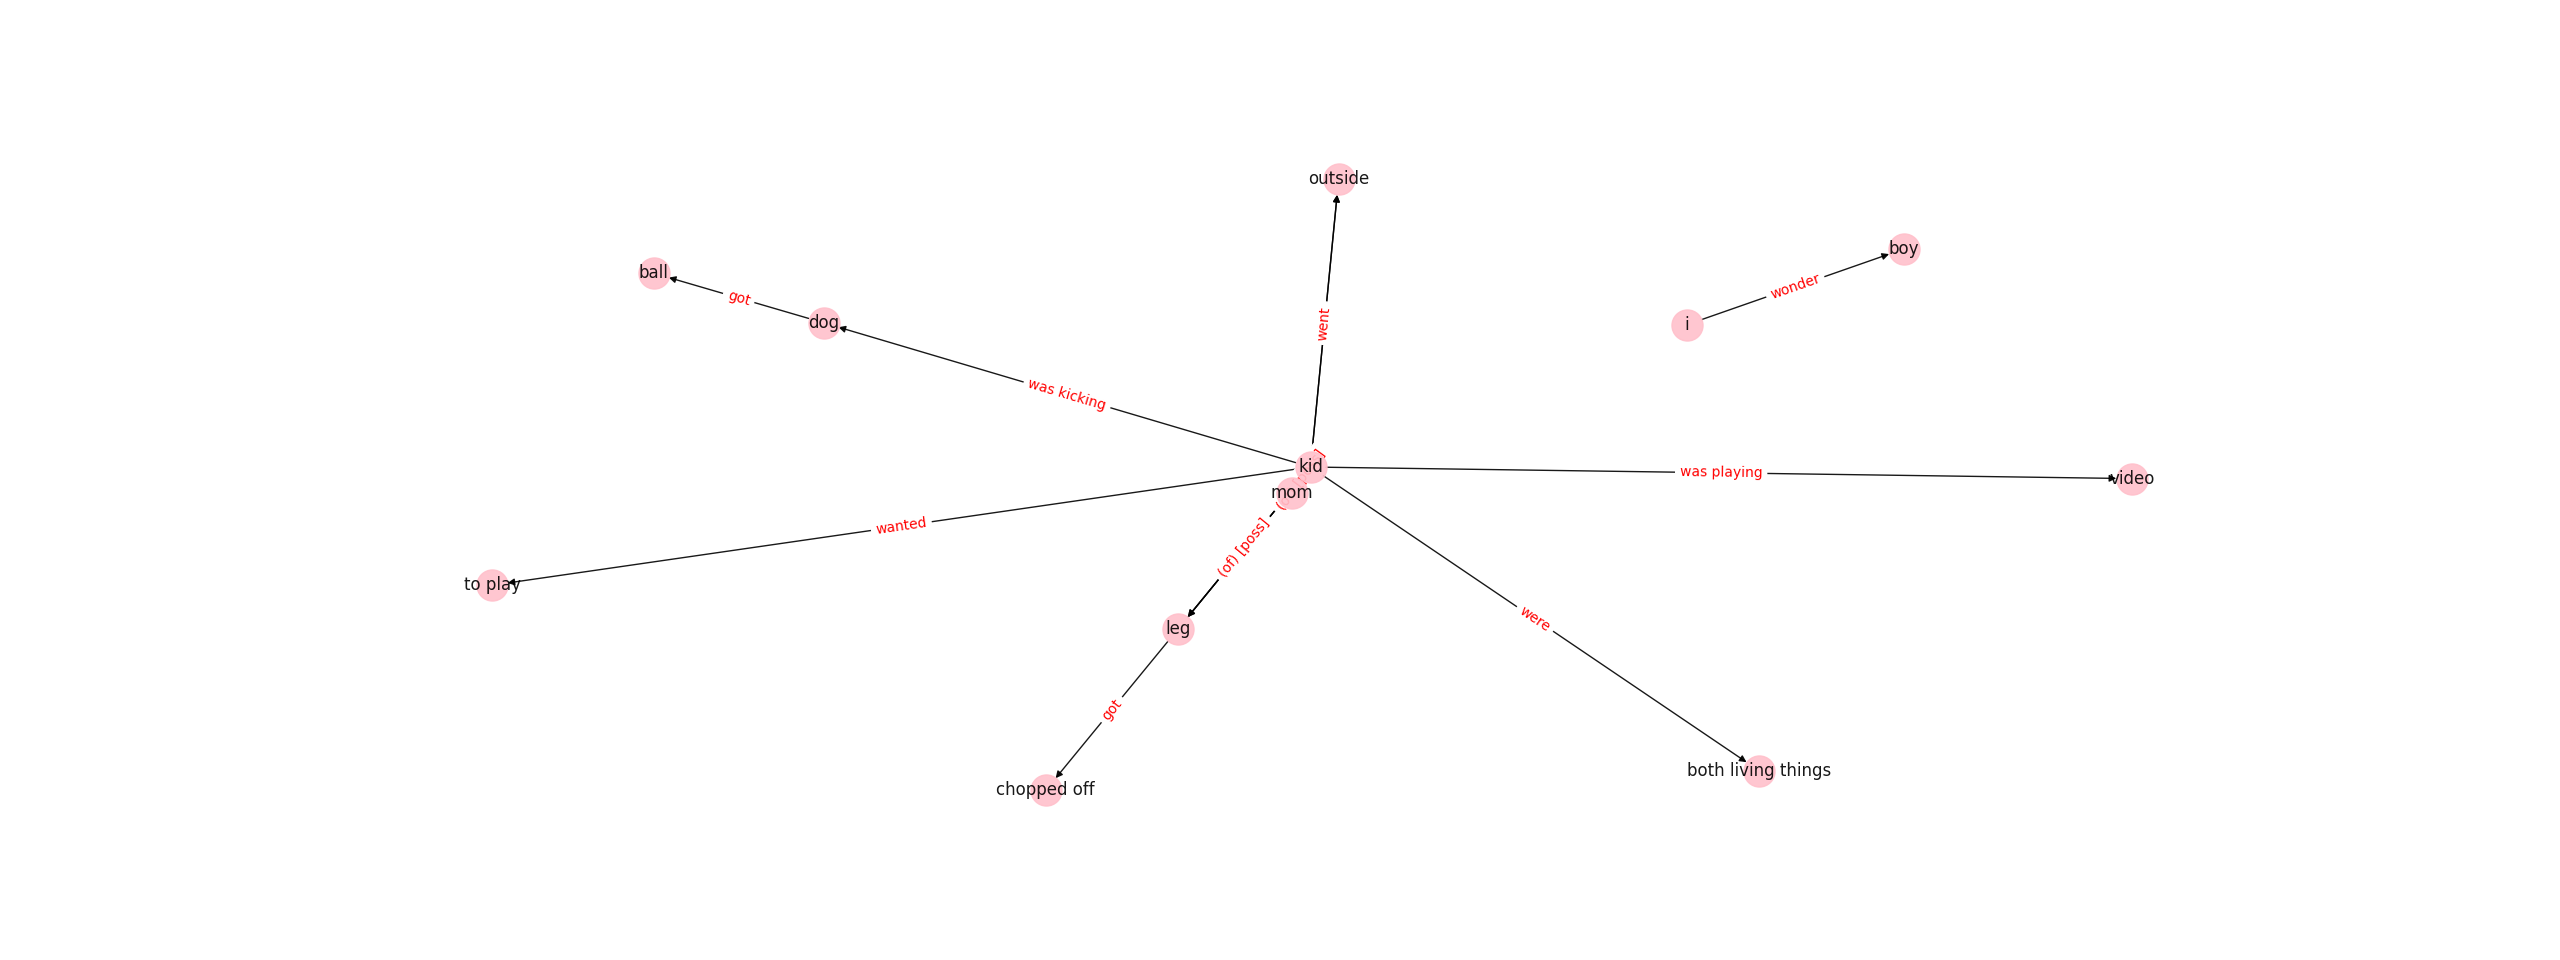 outside
boy
ball
wonder
got
dog
went
i
was kicking
kid
was playing
video
mom
wanted
(of) [poss]
to play
leg
were
got
both living things
chopped off